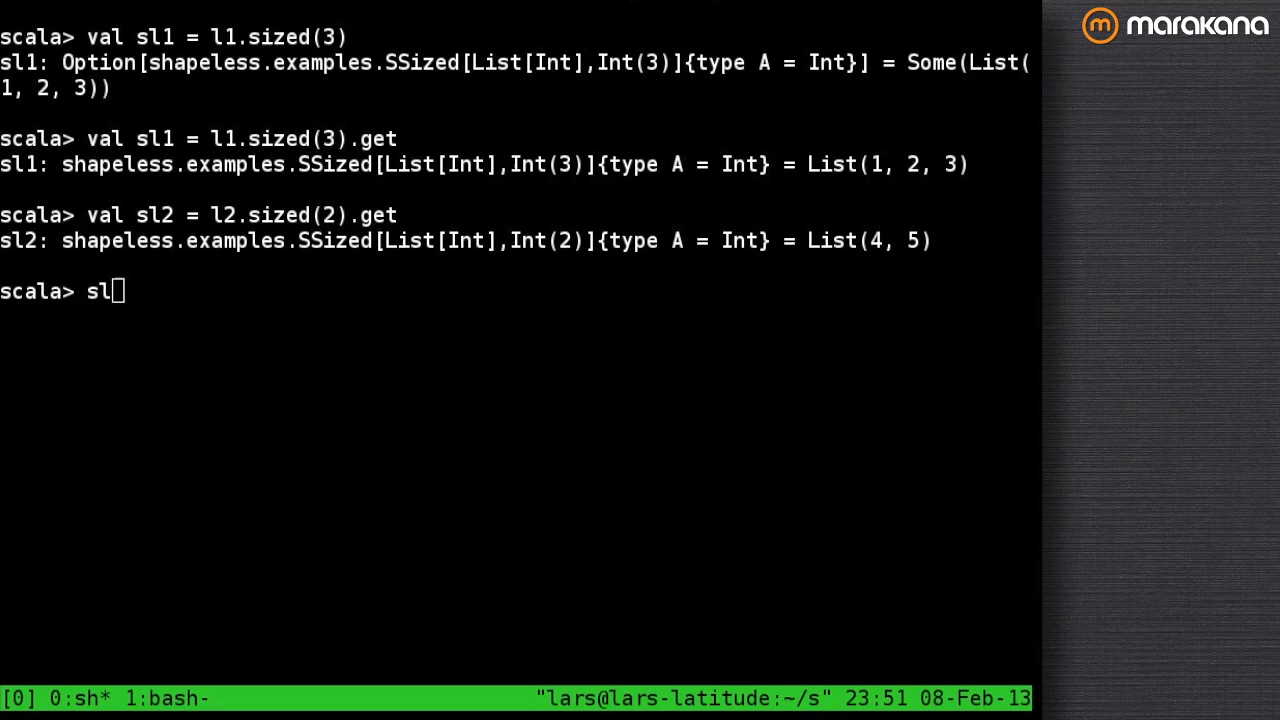 scala> val sl1 = l1.sized(3)
sl1: Option[shapeless.examples.SSized[List[Int],Int(3)]{type A = Int}] = Some(List(
1, 2, 3))
scala> val sl1 = l1.sized(3).get
sl1: shapeless.examples.SSized[List[Int],Int(3)]{type A = Int} = List(1, 2, 3)
scala> val sl2 = l2.sized(2).get
sl2: shapeless.examples.SSized[List[Int],Int(2)]{type A = Int} = List(4, 5)
scala> sl
[0] 0:sh* 1:bash- "lars@lars-latitude:~/s" 23:51 08-Feb-13
m marakana